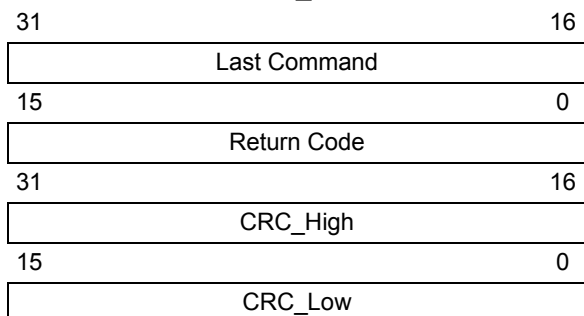 31 16
Last Command
15 0
Return Code
31 16
CRC_High
15 0
CRC_Low